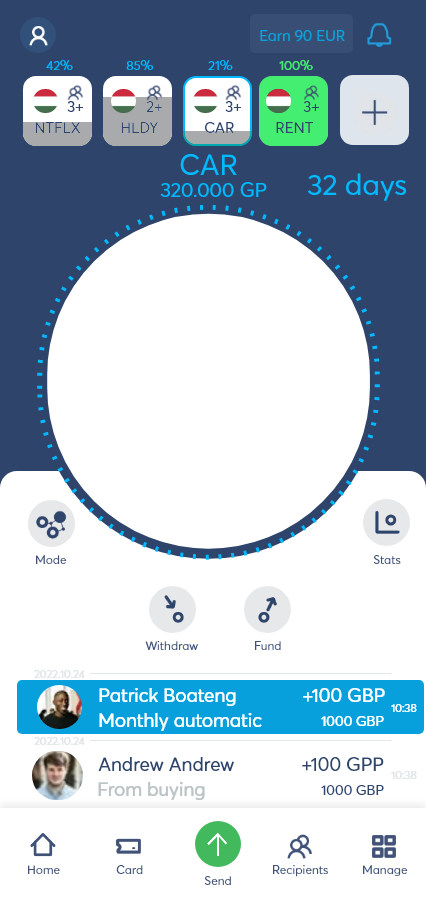 Earn 90 EUR
42% 85% 21% 100%
3+ 2+ 3+ 3+
NTFLX HLDY CAR RENT
CAR
320.000 GP
32 days
Mode
Stats
Withdraw Fund
2022.10.24
Patrick Boateng +100 GBP
10:38
Monthly automatic 1000 GBP
2022.10.24
Andrew Andrew +100 GPP
10:38
From buying 1000 GBP
Home Card Send Recipients Manage